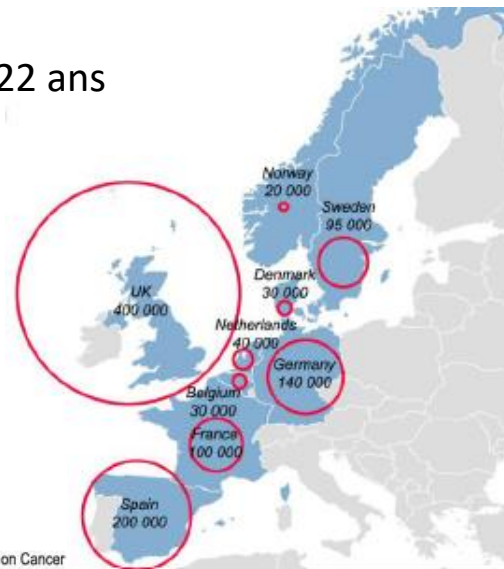 22 ans
Norway
20 000
Sweden
95 000
Denmark
30 000
UK
400 000
Netherlands
40 000
Germany
140 000
Belgium
30 000
France
100 000
Spain
200 000
on Cancer